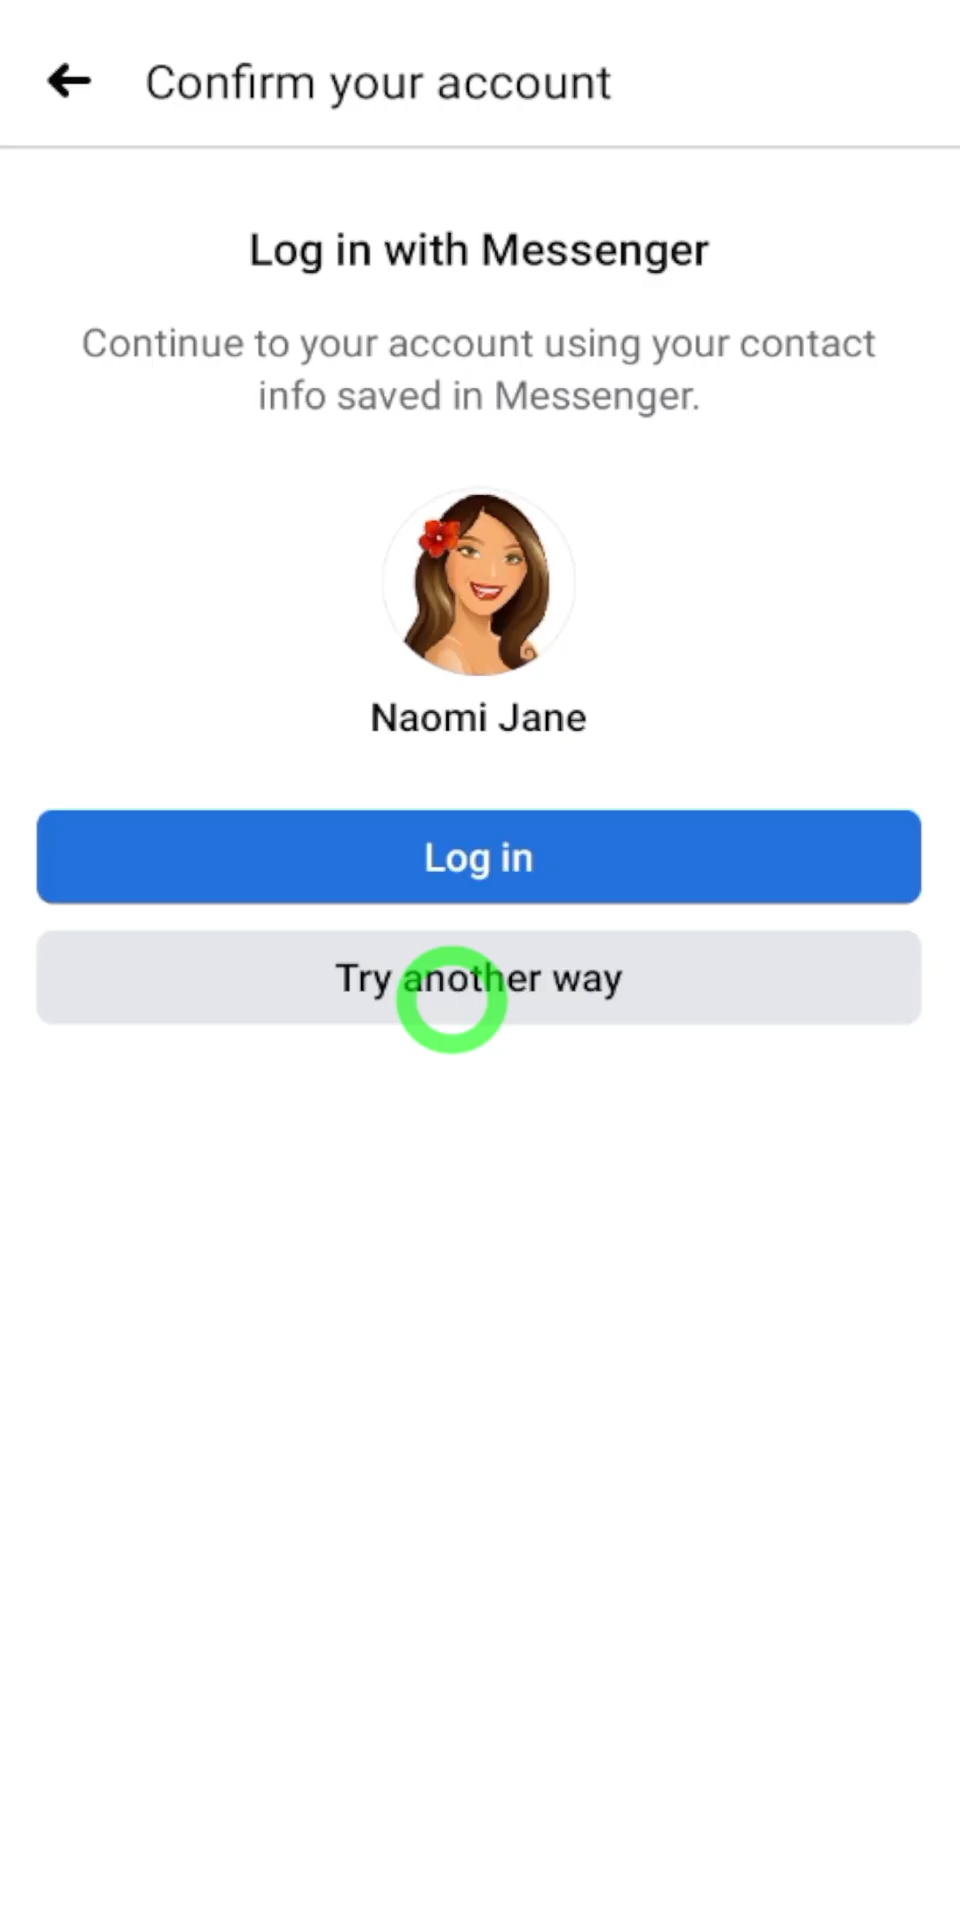 Confirm your account
Log in with Messenger
Continue to your account using your contact
info saved in Messenger.
Naomi Jane
Log in
Try another way